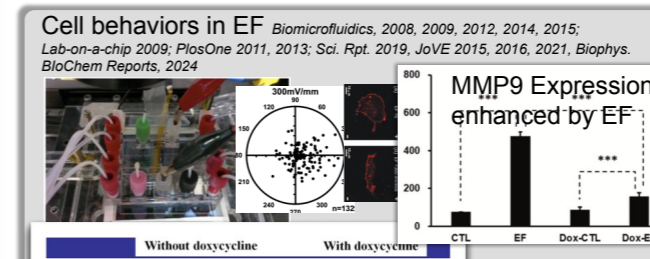 Cell behaviors in EF Biomicrofluidics, 2008, 2009, 2012, 2014, 2015;
Lab-on-a-chip 2009; PlosOne 2011, 2013; Sci. Rpt. 2019, JoVE 2015, 2016, 2021, Biophys.
BIoChem Reports, 2024
300mV/mm
90
120 60
150
210
240
270 300
n=132
MMP9 Expression
enhanced by EF
800
600
400
200
0
*** ***
***
CTL EF Dox-CTL
Without doxycycline With doxycycline